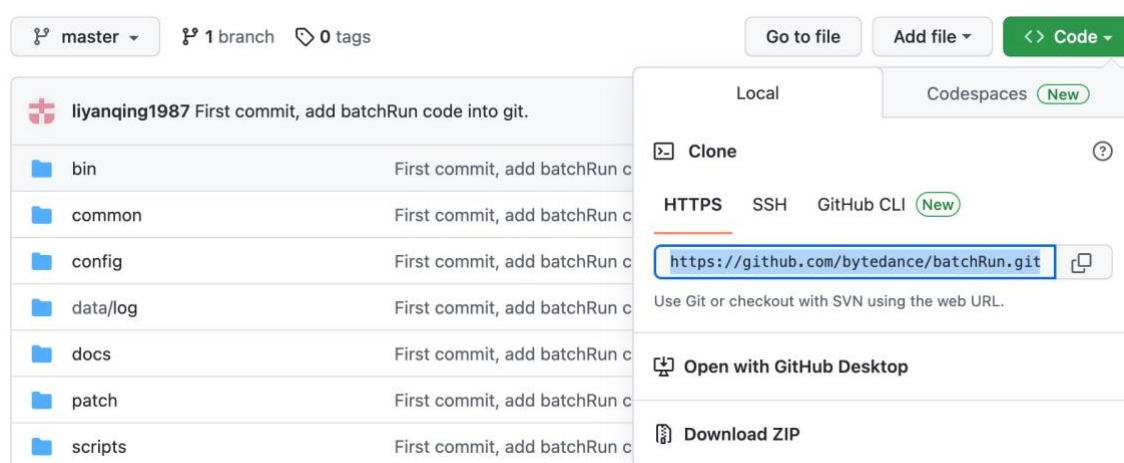 master 1 branch 0 tags Go to file Add file <> Code
liyanqing1987 First commit, add batchRun code into git.
Local Codespaces New
Clone
HTTPS SSH GitHub CLI New
https://github.com/bytedance/batchRun.git
Use Git or checkout with SVN using the web URL.
Open with GitHub Desktop
Download ZIP
bin First commit, add batchRun c
common First commit, add batchRun c
config First commit, add batchRun c
data/log First commit, add batchRun c
docs First commit, add batchRun c
patch First commit, add batchRun c
scripts First commit, add batchRun c